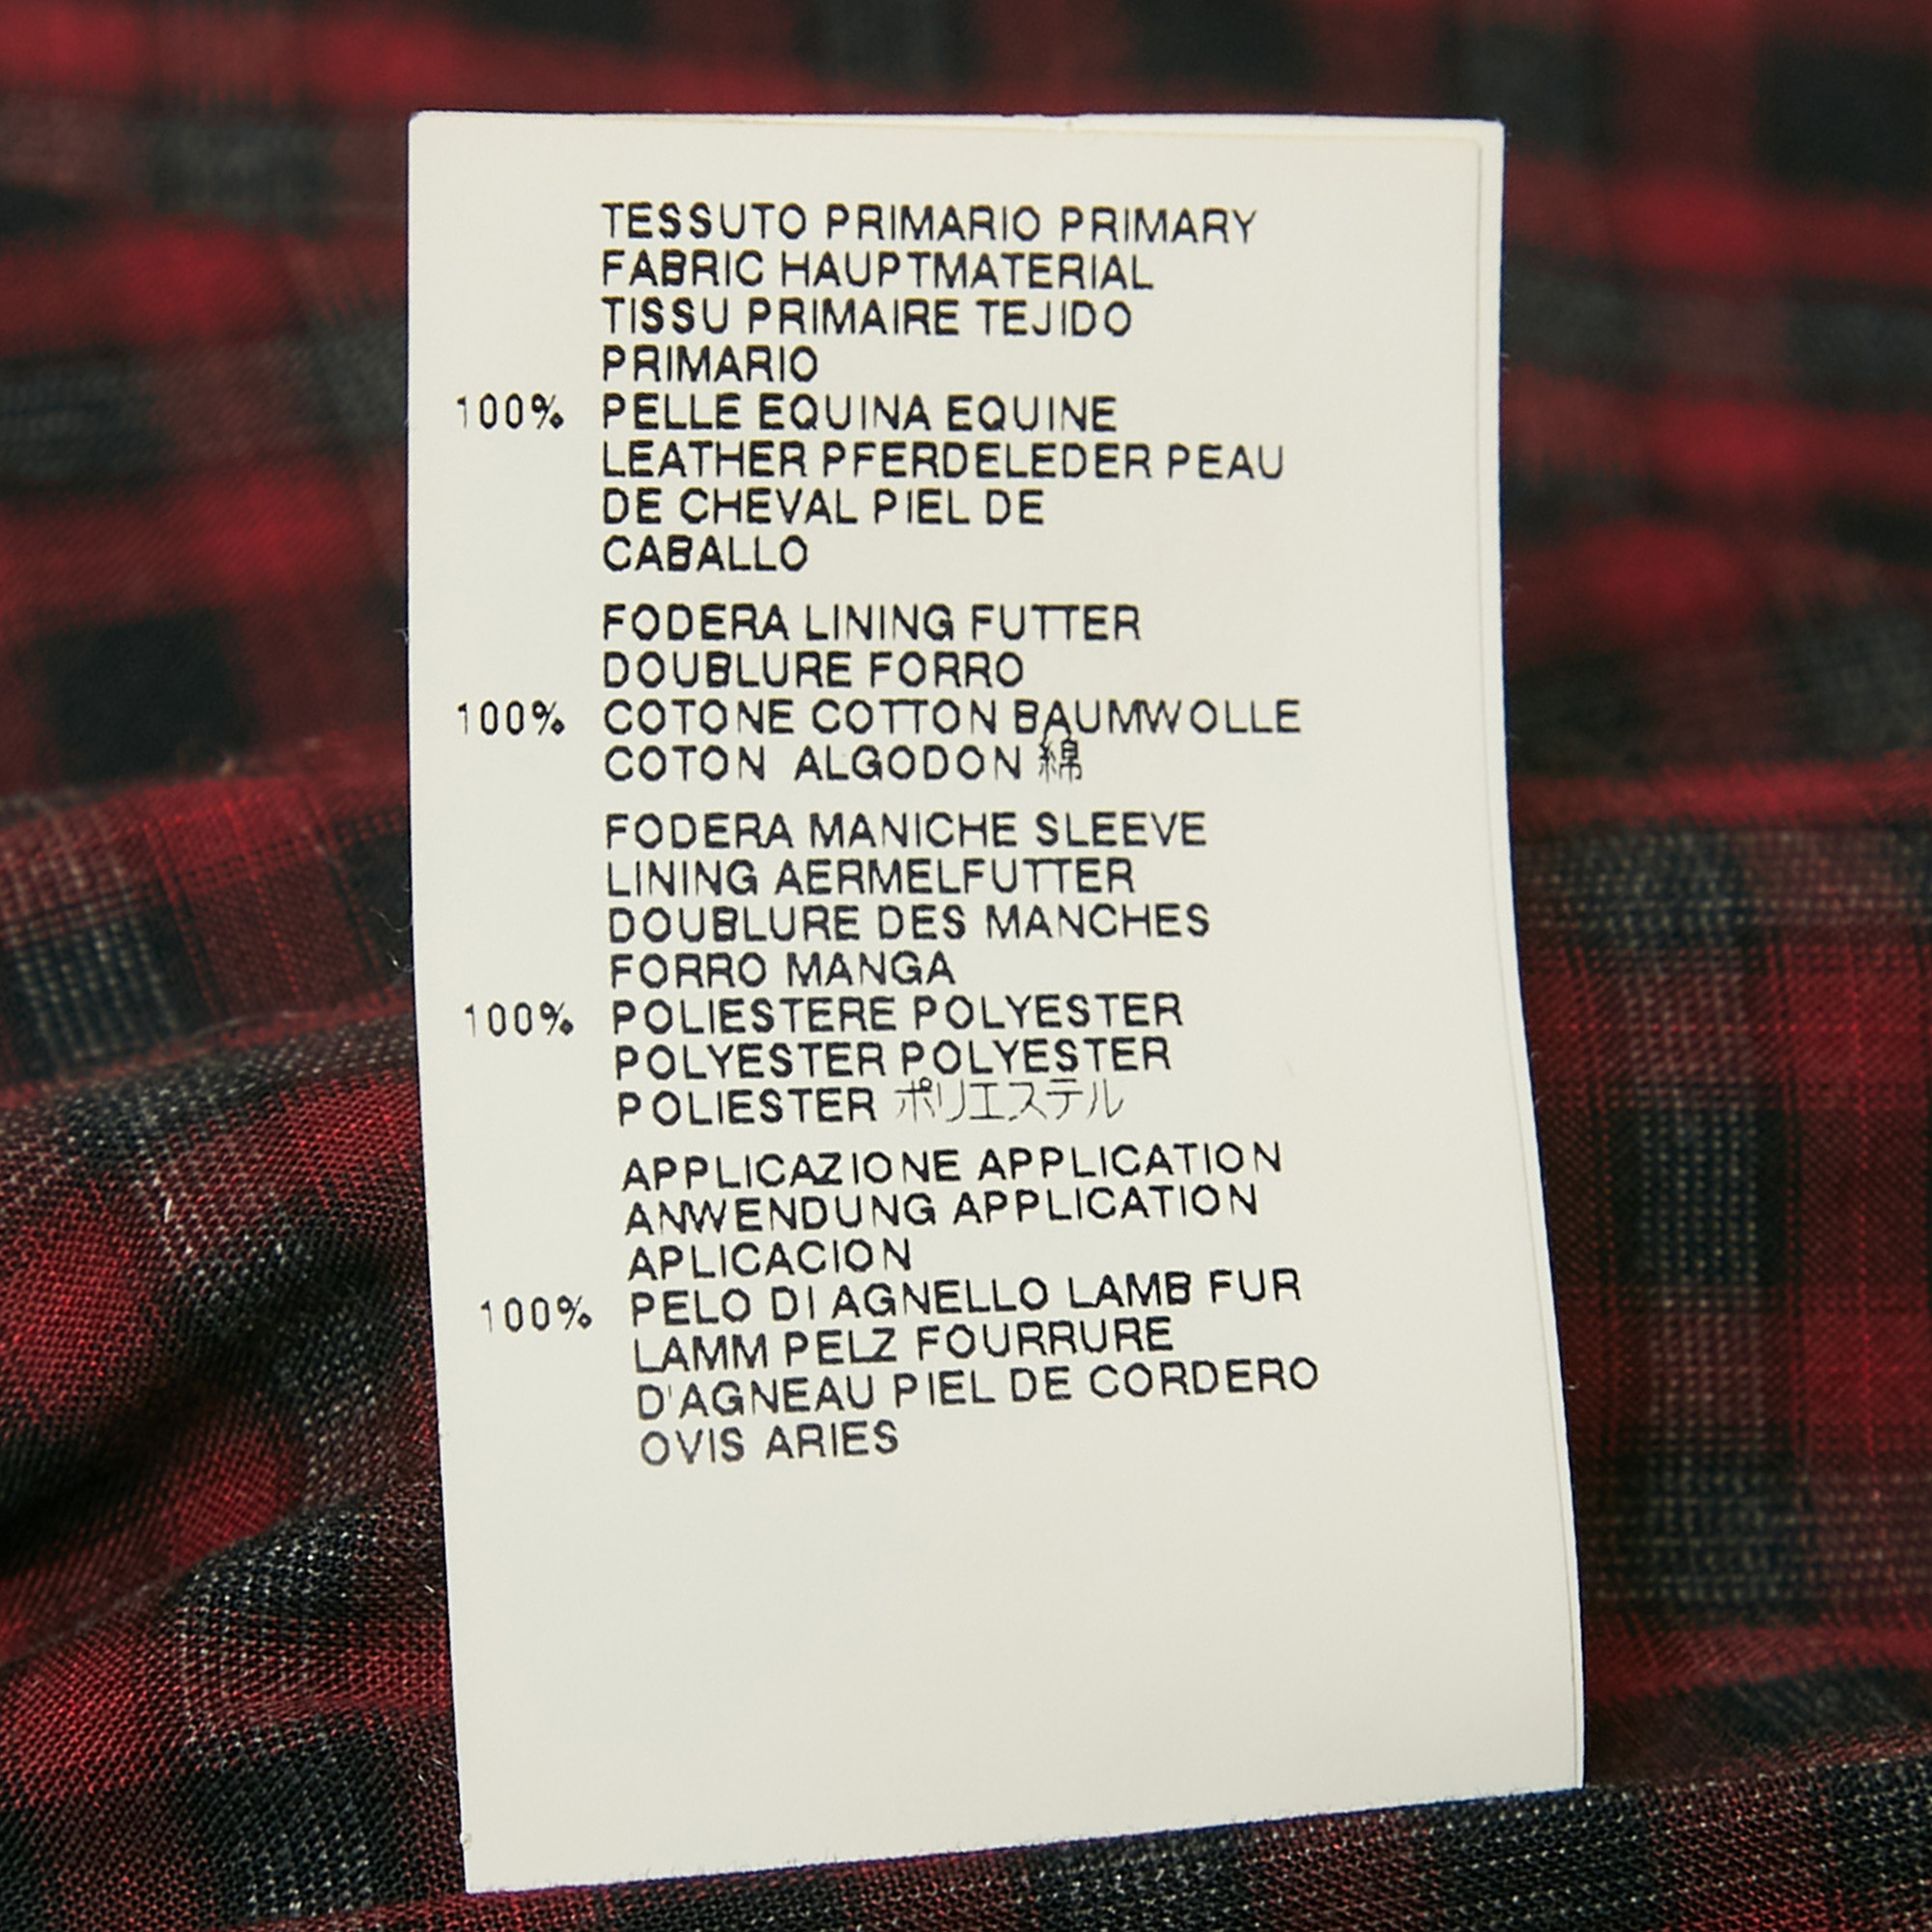 TESSUTO PRIMARIO PRIMARY
FABRIC HAUPTMATERIAL
TISSU PRIMAIRE TEJIDO
PRIMARIO
100% PELLE EQUINA EQUINE
LEATHER PFERDELEDER PEAU
DE CHEVAL PIEL DE
CABALLO
FODERA LINING FUTTER
DOUBLURE FORRO
100% COTONE COTTON BAUMWOLLE
COTON ALGODON 綿
FODERA MANICHE SLEEVE
LINING AERMELFUTTER
DOUBLURE DES MANCHES
FORRO MANGA
100% POLIESTERE POLYESTER
POLYESTER POLYESTER
POLIESTER ポリエステル
APPLICAZIONE APPLICATION
ANWENDUNG APPLICATION
APLICACION
100% PELO DI AGNELLO LAMB FUR
LAMM PELZ FOURRURE
D'AGNEAU PIEL DE CORDERO
OVIS ARIES